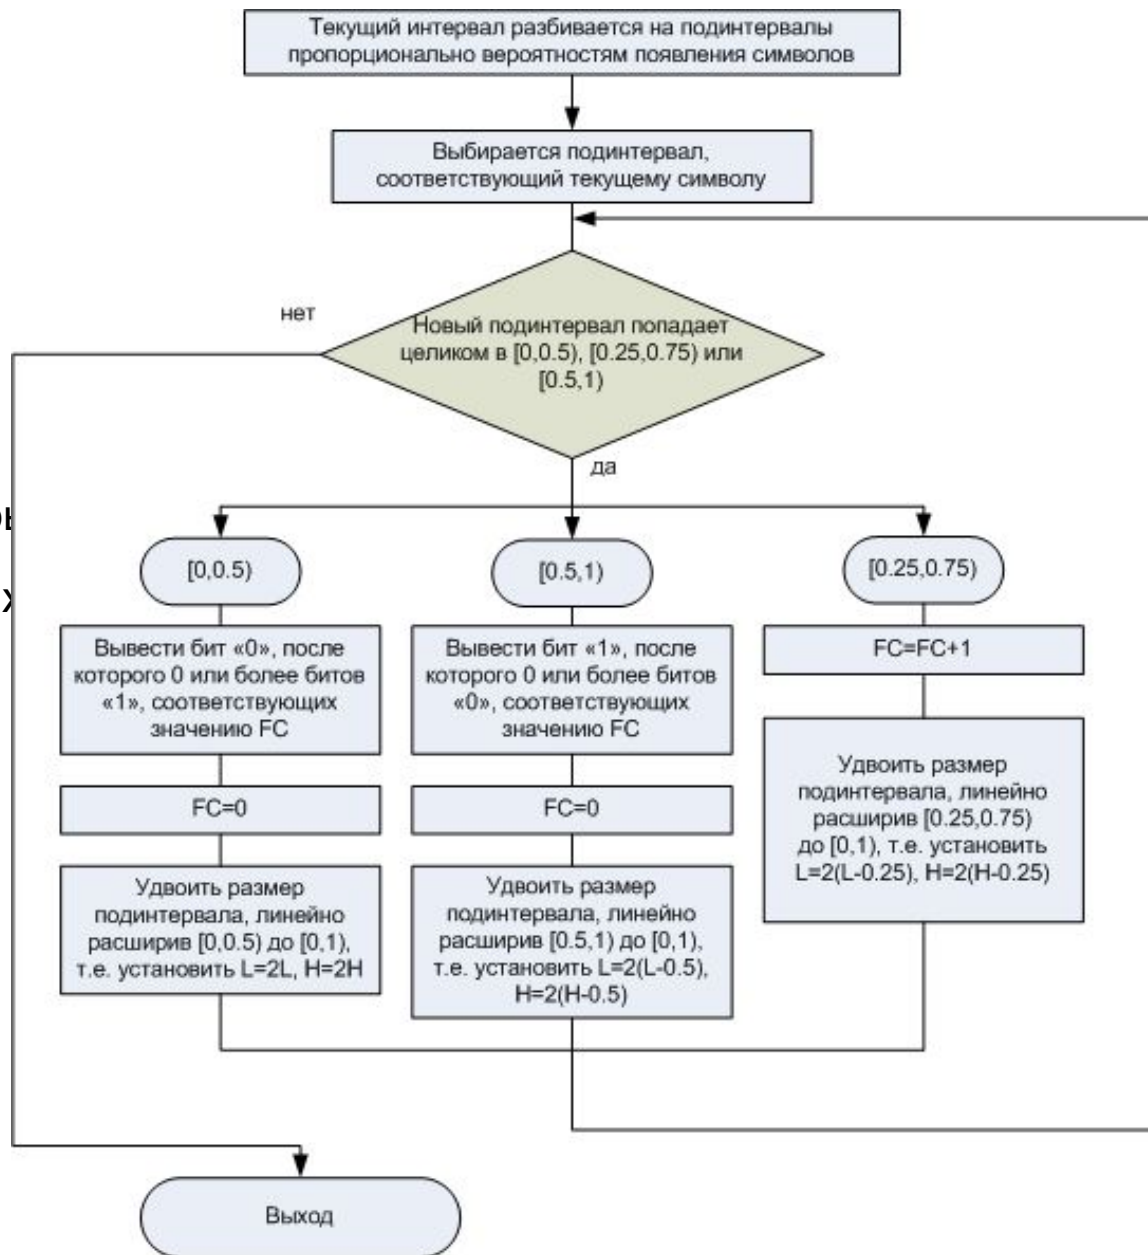 Текущий интервал разбивается на подинтервалы
пропорционально вероятностям появления символов
Выбирается подинтервал,
соответствующий текущему символу
нет
Новый подинтервал попадает
целиком в [0,0.5), [0.25,0.75) или
[0.5,1)
да
[0,0.5)
[0.5,1)
[0.25,0.75)
Вывести бит «0», после
которого 0 или более битов
«1», соответствующих
значению FC
FC=0
Удвоить размер
подинтервала, линейно
расширив [0,0.5) до [0,1),
т.е. установить L=2L, H=2H
Вывести бит «1», после
которого 0 или более битов
«0», соответствующих
значению FC
FC=0
Удвоить размер
подинтервала, линейно
расширив [0.5,1) до [0,1),
т.е. установить L=2(L-0.5),
H=2(H-0.5)
FC=FC+1
Удвоить размер
подинтервала, линейно
расширив [0.25,0.75)
до [0,1), т.е. установить
L=2(L-0.25), H=2(H-0.25)
Выход